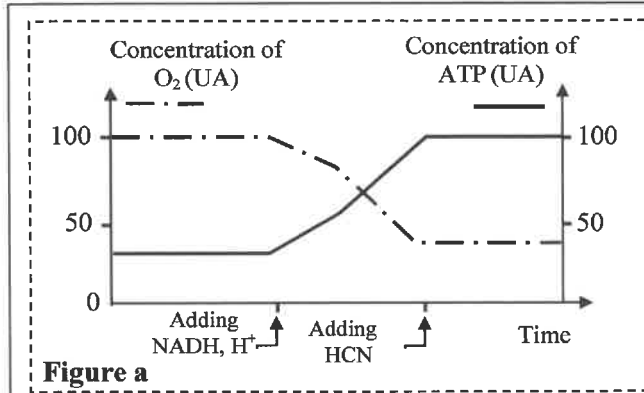 Concentration of
O₂ (UA)
Concentration of
ATP (UA)
100
100
50
50
0
Adding
NADH, H⁺
Adding
HCN
Time
Figure a